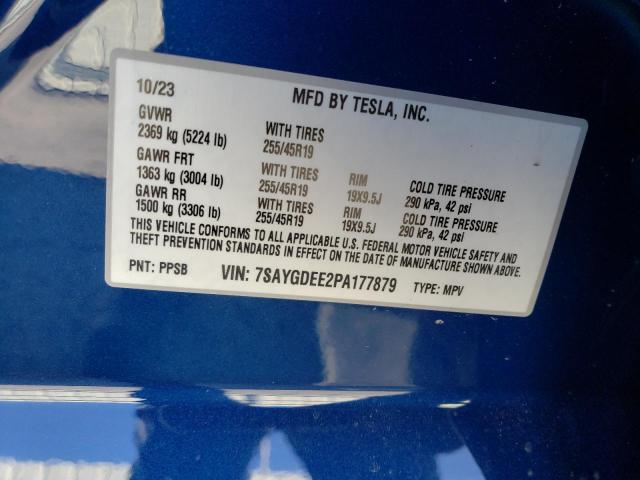 10/23 MFD BY TESLA, INC.
GVWR
2369 kg (5224 lb) WITH TIRES 255/45R19
GAWR FRT
1363 kg (3004 lb) WITH TIRES 255/45R19 RIM 19X9.5J COLD TIRE PRESSURE 290 kPa, 42 psi
GAWR RR
1500 kg (3306 lb) WITH TIRES 255/45R19 RIM 19X9.5J COLD TIRE PRESSURE 290 kPa, 42 psi
THIS VEHICLE CONFORMS TO ALL APPLICABLE U.S. FEDERAL MOTOR VEHICLE SAFETY AND
THEFT PREVENTION STANDARDS IN EFFECT ON THE DATE OF MANUFACTURE SHOWN ABOVE.
PNT: PPSB VIN: 7SAYGDEE2PA177879 TYPE: MPV